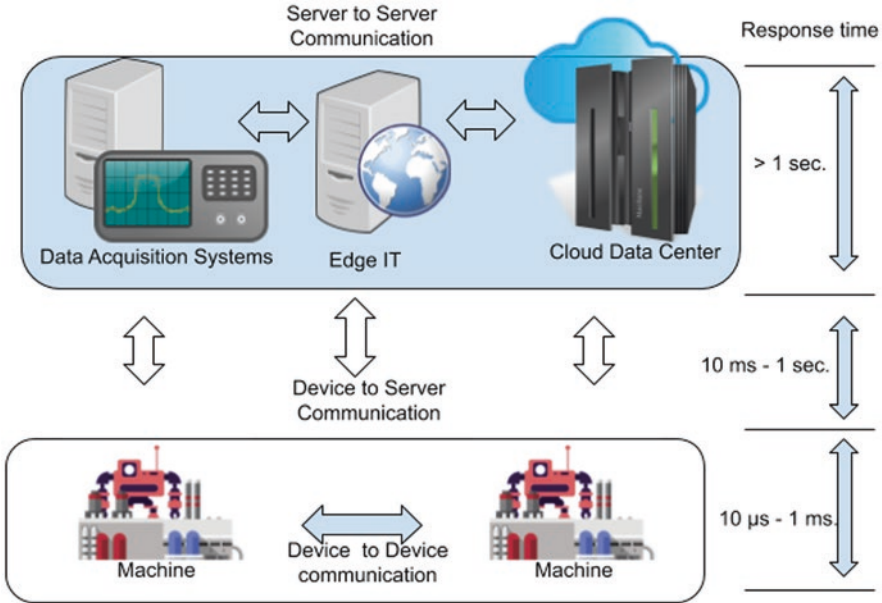 Server to Server
Communication
Response time
> 1 sec.
Data Acquisition Systems
Edge IT
Cloud Data Center
10 ms - 1 sec.
Device to Server
Communication
10 µs - 1 ms.
Device to Device
communication
Machine
Machine